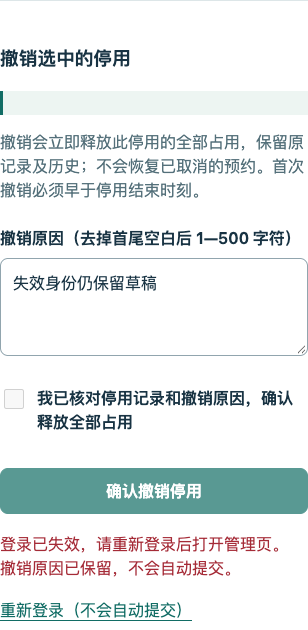 撤销选中的停用
撤销会立即释放此停用的全部占用，保留原
记录及历史；不会恢复已取消的预约。首次
撤销必须早于停用结束时刻。
撤销原因（去掉首尾空白后 1—500 字符）
失效身份仍保留草稿
我已核对停用记录和撤销原因，确认
释放全部占用
确认撤销停用
登录已失效，请重新登录后打开管理页。
撤销原因已保留，不会自动提交。
重新登录（不会自动提交）